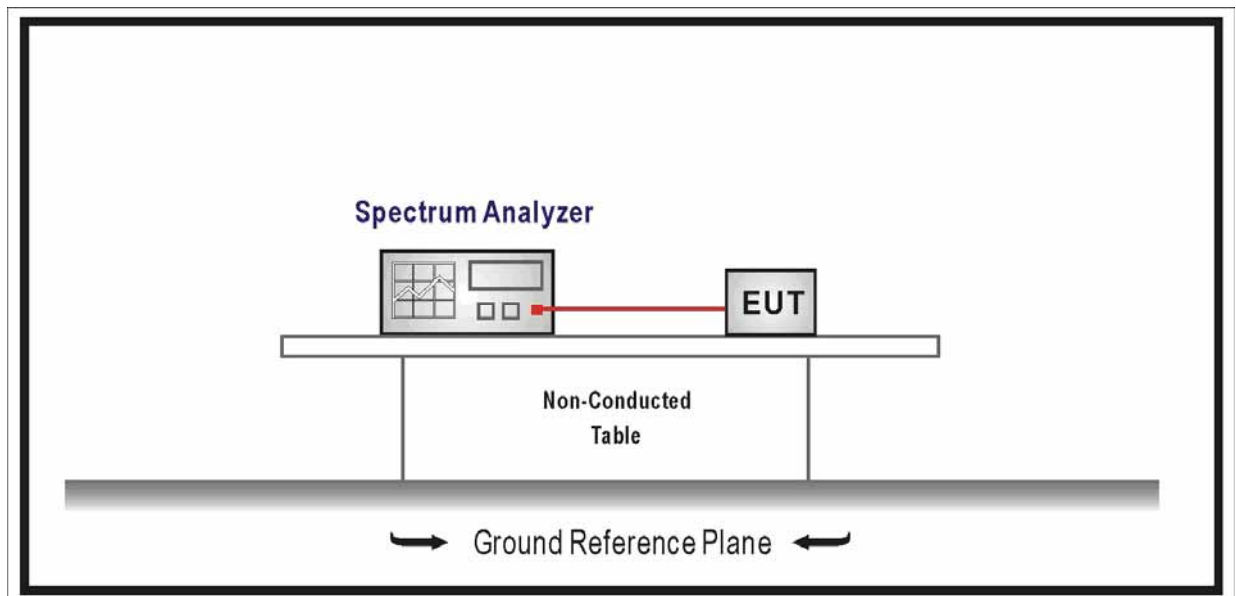 Spectrum Analyzer
EUT
Non-Conducted
Table
Ground Reference Plane